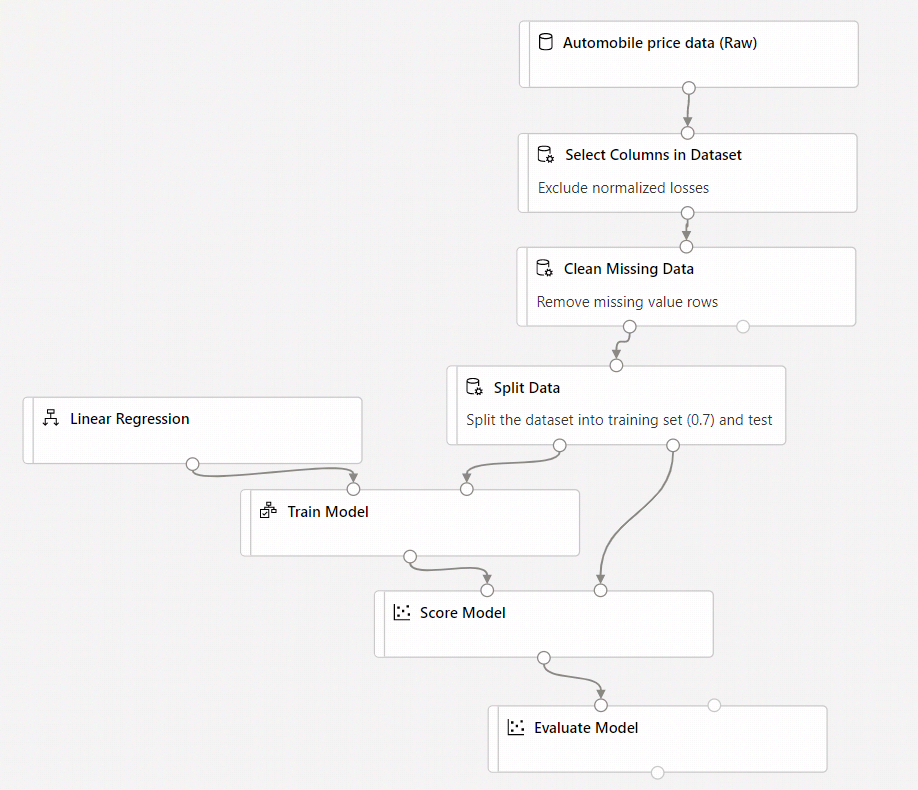 Automobile price data (Raw)
Select Columns in Dataset
Exclude normalized losses
Clean Missing Data
Remove missing value rows
Split Data
Split the dataset into training set (0.7) and test
Linear Regression
Train Model
Score Model
Evaluate Model